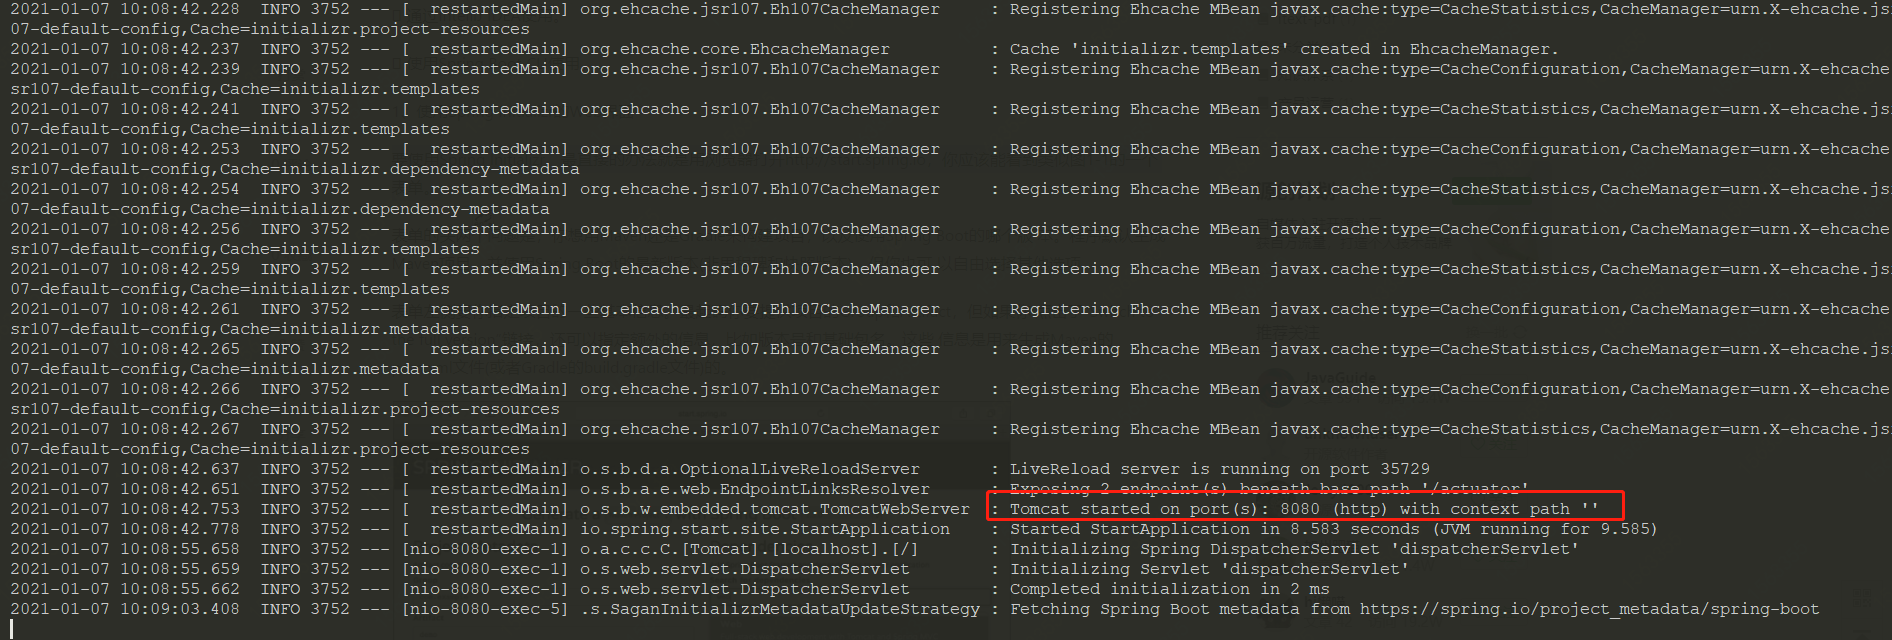 2021-01-07 10:08:42.228  INFO 3752 --- [  restartedMain] org.ehcache.jsr107.Eh107CacheManager     : Registering Ehcache MBean javax.cache:type=CacheStatistics,CacheManager=urn.X-ehcache.js
07-default-config,Cache=initializr.project-resources
2021-01-07 10:08:42.237  INFO 3752 --- [  restartedMain] org.ehcache.core.EhcacheManager          : Cache 'initializr.templates' created in EhcacheManager.
2021-01-07 10:08:42.239  INFO 3752 --- [  restartedMain] org.ehcache.jsr107.Eh107CacheManager     : Registering Ehcache MBean javax.cache:type=CacheConfiguration,CacheManager=urn.X-ehcache
sr107-default-config,Cache=initializr.templates
2021-01-07 10:08:42.241  INFO 3752 --- [  restartedMain] org.ehcache.jsr107.Eh107CacheManager     : Registering Ehcache MBean javax.cache:type=CacheStatistics,CacheManager=urn.X-ehcache.js
07-default-config,Cache=initializr.templates
2021-01-07 10:08:42.253  INFO 3752 --- [  restartedMain] org.ehcache.jsr107.Eh107CacheManager     : Registering Ehcache MBean javax.cache:type=CacheConfiguration,CacheManager=urn.X-ehcache
sr107-default-config,Cache=initializr.dependency-metadata
2021-01-07 10:08:42.254  INFO 3752 --- [  restartedMain] org.ehcache.jsr107.Eh107CacheManager     : Registering Ehcache MBean javax.cache:type=CacheStatistics,CacheManager=urn.X-ehcache.js
07-default-config,Cache=initializr.dependency-metadata
2021-01-07 10:08:42.256  INFO 3752 --- [  restartedMain] org.ehcache.jsr107.Eh107CacheManager     : Registering Ehcache MBean javax.cache:type=CacheConfiguration,CacheManager=urn.X-ehcache
sr107-default-config,Cache=initializr.templates
2021-01-07 10:08:42.259  INFO 3752 --- [  restartedMain] org.ehcache.jsr107.Eh107CacheManager     : Registering Ehcache MBean javax.cache:type=CacheStatistics,CacheManager=urn.X-ehcache.js
07-default-config,Cache=initializr.templates
2021-01-07 10:08:42.261  INFO 3752 --- [  restartedMain] org.ehcache.jsr107.Eh107CacheManager     : Registering Ehcache MBean javax.cache:type=CacheConfiguration,CacheManager=urn.X-ehcache
sr107-default-config,Cache=initializr.metadata
2021-01-07 10:08:42.265  INFO 3752 --- [  restartedMain] org.ehcache.jsr107.Eh107CacheManager     : Registering Ehcache MBean javax.cache:type=CacheStatistics,CacheManager=urn.X-ehcache.js
07-default-config,Cache=initializr.metadata
2021-01-07 10:08:42.266  INFO 3752 --- [  restartedMain] org.ehcache.jsr107.Eh107CacheManager     : Registering Ehcache MBean javax.cache:type=CacheConfiguration,CacheManager=urn.X-ehcache
sr107-default-config,Cache=initializr.project-resources
2021-01-07 10:08:42.267  INFO 3752 --- [  restartedMain] org.ehcache.jsr107.Eh107CacheManager     : Registering Ehcache MBean javax.cache:type=CacheStatistics,CacheManager=urn.X-ehcache.js
07-default-config,Cache=initializr.project-resources
2021-01-07 10:08:42.637  INFO 3752 --- [  restartedMain] o.s.b.d.a.OptionalLiveReloadServer       : LiveReload server is running on port 35729
2021-01-07 10:08:42.651  INFO 3752 --- [  restartedMain] o.s.b.a.e.web.EndpointLinksResolver      : Exposing 2 endpoint(s) beneath base path '/actuator'
2021-01-07 10:08:42.753  INFO 3752 --- [  restartedMain] o.s.b.w.embedded.tomcat.TomcatWebServer  : Tomcat started on port(s): 8080 (http) with context path ''
2021-01-07 10:08:42.778  INFO 3752 --- [  restartedMain] io.spring.start.site.StartApplication    : Started StartApplication in 8.583 seconds (JVM running for 9.585)
2021-01-07 10:08:55.658  INFO 3752 --- [nio-8080-exec-1] o.a.c.c.C.[Tomcat].[localhost].[/]       : Initializing Spring DispatcherServlet 'dispatcherServlet'
2021-01-07 10:08:55.659  INFO 3752 --- [nio-8080-exec-1] o.s.web.servlet.DispatcherServlet        : Initializing Servlet 'dispatcherServlet'
2021-01-07 10:08:55.662  INFO 3752 --- [nio-8080-exec-1] o.s.web.servlet.DispatcherServlet        : Completed initialization in 2 ms
2021-01-07 10:09:03.408  INFO 3752 --- [nio-8080-exec-5] .s.SaganInitializrMetadataUpdateStrategy : Fetching Spring Boot metadata from https://spring.io/project_metadata/spring-boot